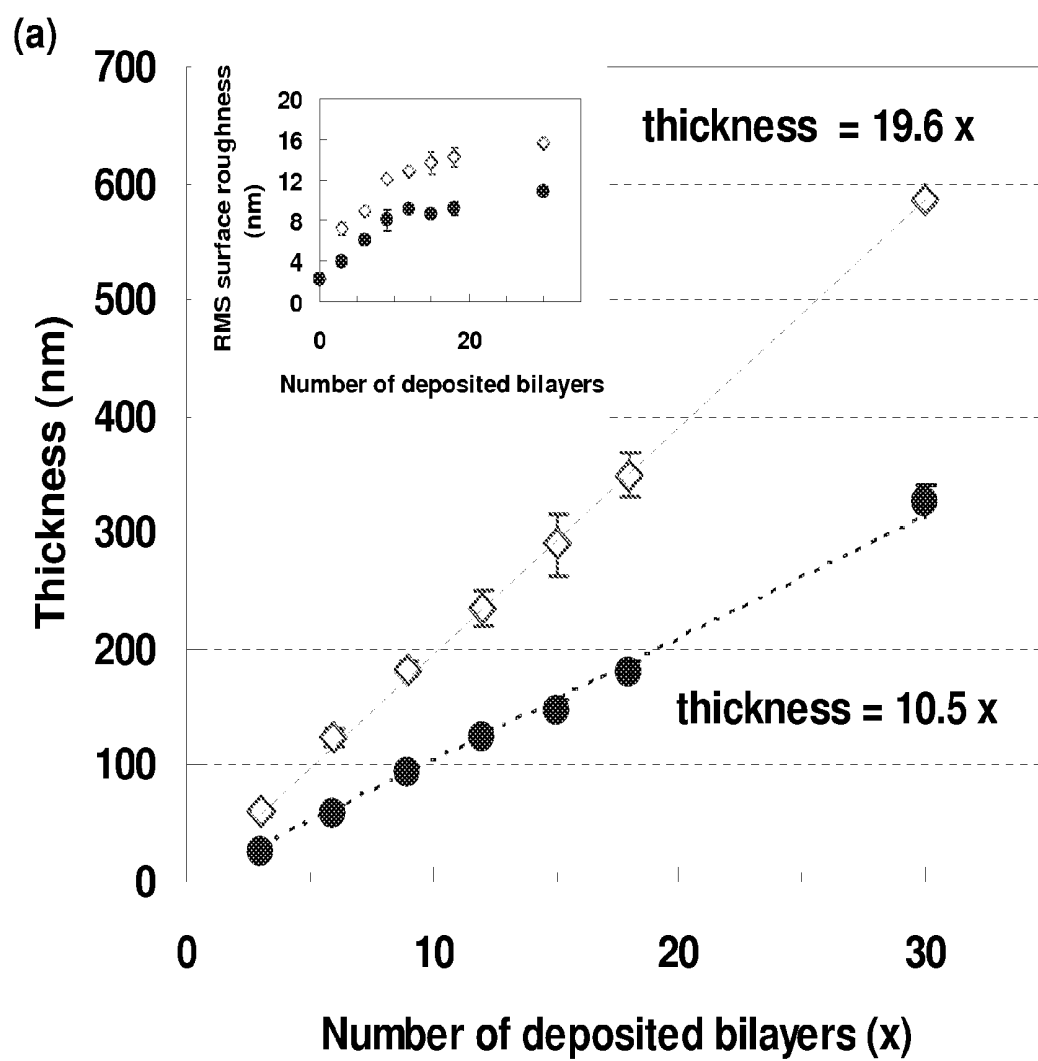 (a)
700
600
500
400
300
200
100
0
Thickness (nm)
0 10 20 30
Number of deposited bilayers (x)
thickness = 19.6 x
thickness = 10.5 x
RMS surface roughness
(nm)
20
16
12
8
4
0
0 20
Number of deposited bilayers